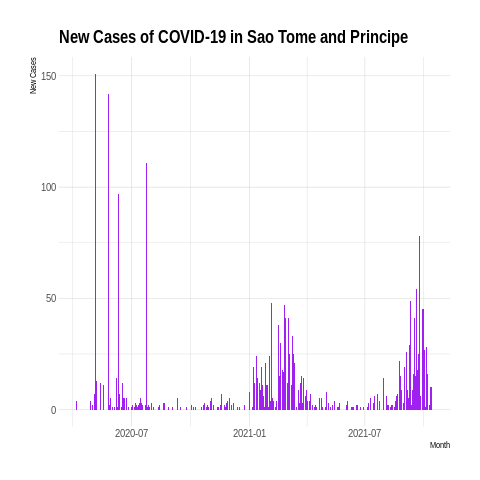 New Cases of COVID-19 in Sao Tome and Principe
New Cases
150
100
50
0
2020-07
2021-01
2021-07
Month